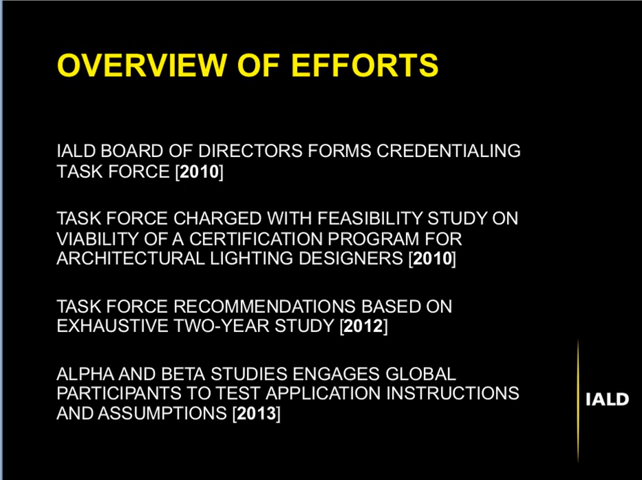 OVERVIEW OF EFFORTS
IALD BOARD OF DIRECTORS FORMS CREDENTIALING
TASK FORCE [2010]
TASK FORCE CHARGED WITH FEASIBILITY STUDY ON
VIABILITY OF A CERTIFICATION PROGRAM FOR
ARCHITECTURAL LIGHTING DESIGNERS [2010]
TASK FORCE RECOMMENDATIONS BASED ON
EXHAUSTIVE TWO-YEAR STUDY [2012]
ALPHA AND BETA STUDIES ENGAGES GLOBAL
PARTICIPANTS TO TEST APPLICATION INSTRUCTIONS
AND ASSUMPTIONS [2013]
IALD